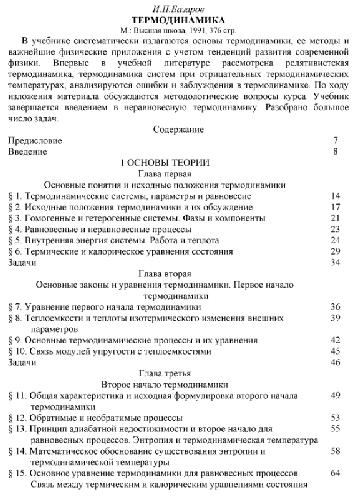 И.П.Базаров
ТЕРМОДИНАМИКА
М.: Высшая школа, 1991, 376 стр.
В учебнике систематически излагаются основы термодинамики, ее методы и
важнейшие физические приложения с учетом тенденций развития современной
физики. Впервые в учебной литературе рассмотрена релятивистская
термодинамика, термодинамика систем при отрицательных термодинамических
температурах, анализируются ошибки и заблуждения в термодинамике. По ходу
изложения материала обсуждаются методологические вопросы курса. Учебник
завершается введением в неравновесную термодинамику. Разобрано большое
число задач.
Содержание
Предисловие 7
Введение 8
I ОСНОВЫ ТЕОРИИ
Глава первая
Основные понятия и исходные положения термодинамики
§ 1. Термодинамические системы, параметры и равновесие 14
§ 2. Исходные положения термодинамики и их обсуждение 17
§ 3. Гомогенные и гетерогенные системы. Фазы и компоненты 21
§ 4. Равновесные и неравновесные процессы 23
§ 5. Внутренняя энергия системы. Работа и теплота 24
§ 6. Термические и калорическое уравнения состояния 29
Задачи 34
Глава вторая
Основные законы и уравнения термодинамики. Первое начало
термодинамики
§ 7. Уравнение первого начала термодинамики 36
§ 8. Теплоемкости и теплоты изотермического изменения внешних 39
параметров
§ 9. Основные термодинамические процессы и их уравнения 42
§ 10. Связь модулей упругости с теплоемкостями 45
Задачи 46
Глава третья
Второе начало термодинамики
§ 11. Общая характеристика и исходная формулировка второго начала 49
термодинамики
§ 12. Обратимые и необратимые процессы 53
§ 13. Принцип адиабатной недостижимости и второе начало для 55
равновесных процессов. Энтропия и термодинамическая температура
§ 14. Математическое обоснование существования энтропии и 58
термодинамической температуры
§ 15. Основное уравнение термодинамики для равновесных процессов 64
Связь между термическим и калорическим уравнениями состояния